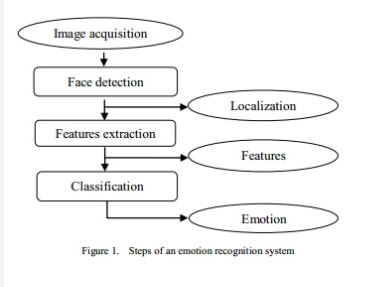 Image acquisition
Face detection
Localization
Features extraction
Features
Classification
Emotion
Figure 1. Steps of an emotion recognition system